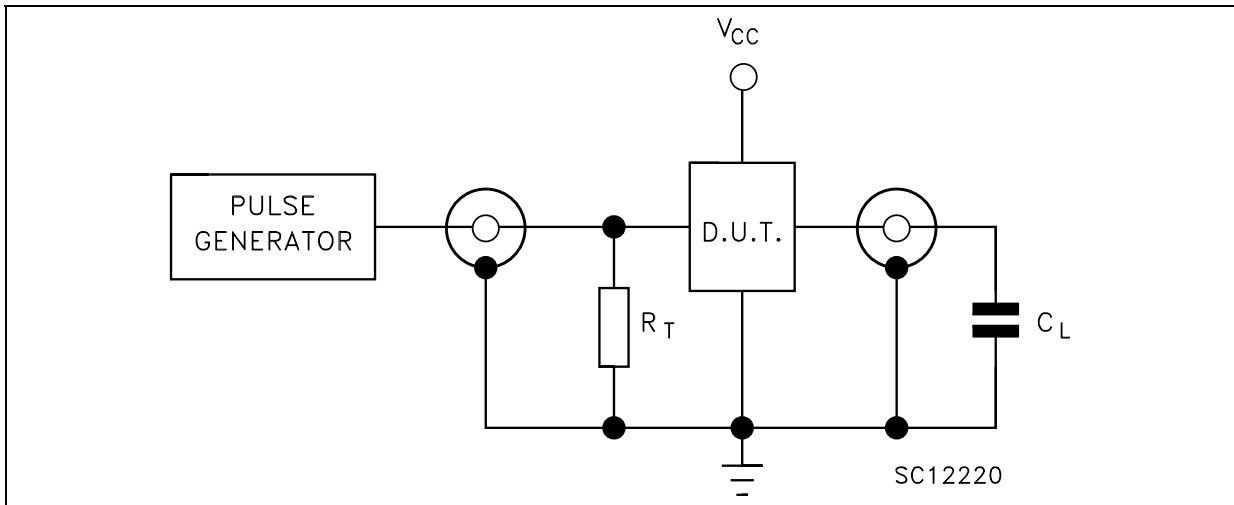 VCC
PULSE
GENERATOR
D.U.T.
RT
CL
SC12220